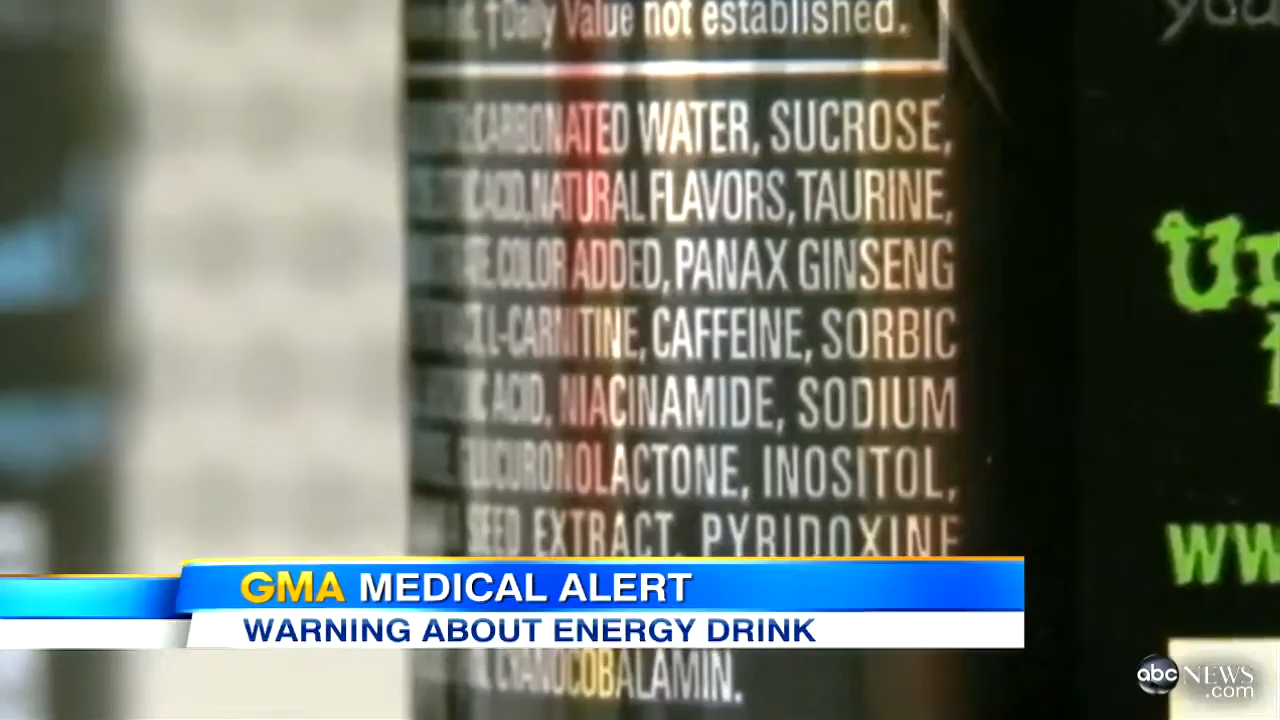 †Daily Value not established.
CARBONATED WATER, SUCROSE,
ACID, NATURAL FLAVORS, TAURINE,
COLOR ADDED, PANAX GINSENG
L-CARNITINE, CAFFEINE, SORBIC
ACID, NIACINAMIDE, SODIUM
GLUCURONOLACTONE, INOSITOL,
SEED EXTRACT, PYRIDOXINE
GMA MEDICAL ALERT
WARNING ABOUT ENERGY DRINK
CYANOCOBALAMIN.
abc NEWS
.com